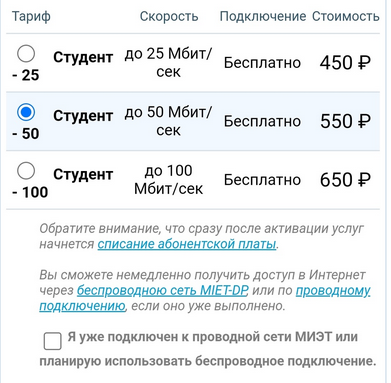 Тариф Скорость Подключение Стоимость
Студент - 25 до 25 Мбит/сек Бесплатно 450 ₽
Студент - 50 до 50 Мбит/сек Бесплатно 550 ₽
Студент - 100 до 100 Мбит/сек Бесплатно 650 ₽
Обратите внимание, что сразу после активации услуг
начнется списание абонентской платы.
Вы сможете немедленно получить доступ в Интернет
через беспроводную сеть MIET-DP, или по проводному
подключению, если оно уже выполнено.
Я уже подключен к проводной сети МИЭТ или
планирую использовать беспроводное подключение.